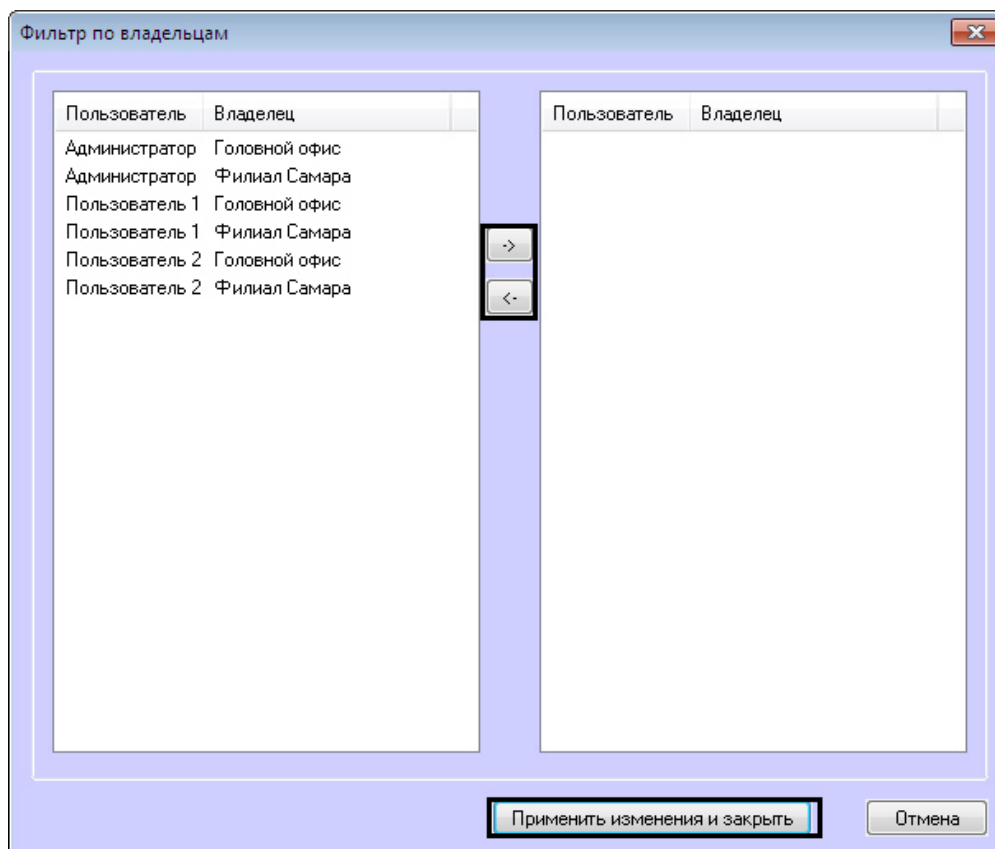 Фильтр по владельцам
Пользователь Владелец
Администратор Головной офис
Администратор Филиал Самара
Пользователь 1 Головной офис
Пользователь 1 Филиал Самара
Пользователь 2 Головной офис
Пользователь 2 Филиал Самара
->
<-
Пользователь Владелец
Применить изменения и закрыть
Отмена